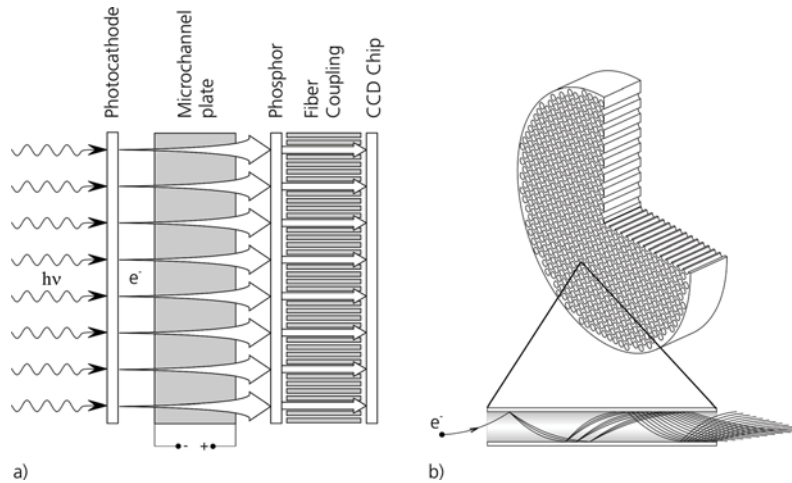 Photocathode
Microchannel
plate
Phosphor
Fiber
Coupling
CCD Chip
hν
e-
- +
a)
e-
b)